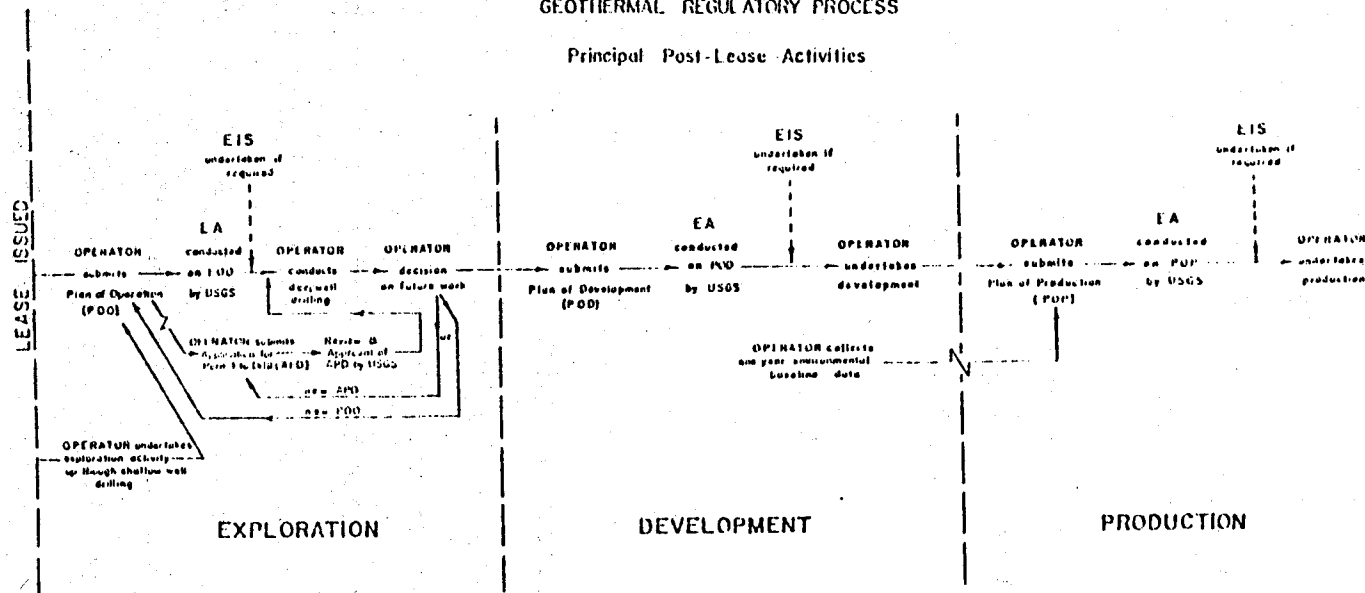 GEOTHERMAL REGULATORY PROCESS
Principal Post-Lease Activities
LEASE ISSUED
EIS
undertaken if
required
EA
conducted
on POO
by USGS
OPERATOR
submits
Plan of Operation
(POO)
OPERATOR
conducts
deep well
drilling
OPERATOR
decision
on future work
OPERATOR submits
Application for
Permit to Drill (APD)
Review &
Approval of
APD by USGS
or
new APD
new POO
OPERATOR undertakes
exploration activity
up though shallow well
drilling
EXPLORATION
EIS
undertaken if
required
OPERATOR
submits
Plan of Development
(POD)
EA
conducted
on POD
by USGS
OPERATOR
undertakes
development
OPERATOR collects
one year environmental
baseline data
DEVELOPMENT
EIS
undertaken if
required
OPERATOR
submits
Plan of Production
(POP)
EA
conducted
on POP
by USGS
OPERATOR
undertakes
production
PRODUCTION